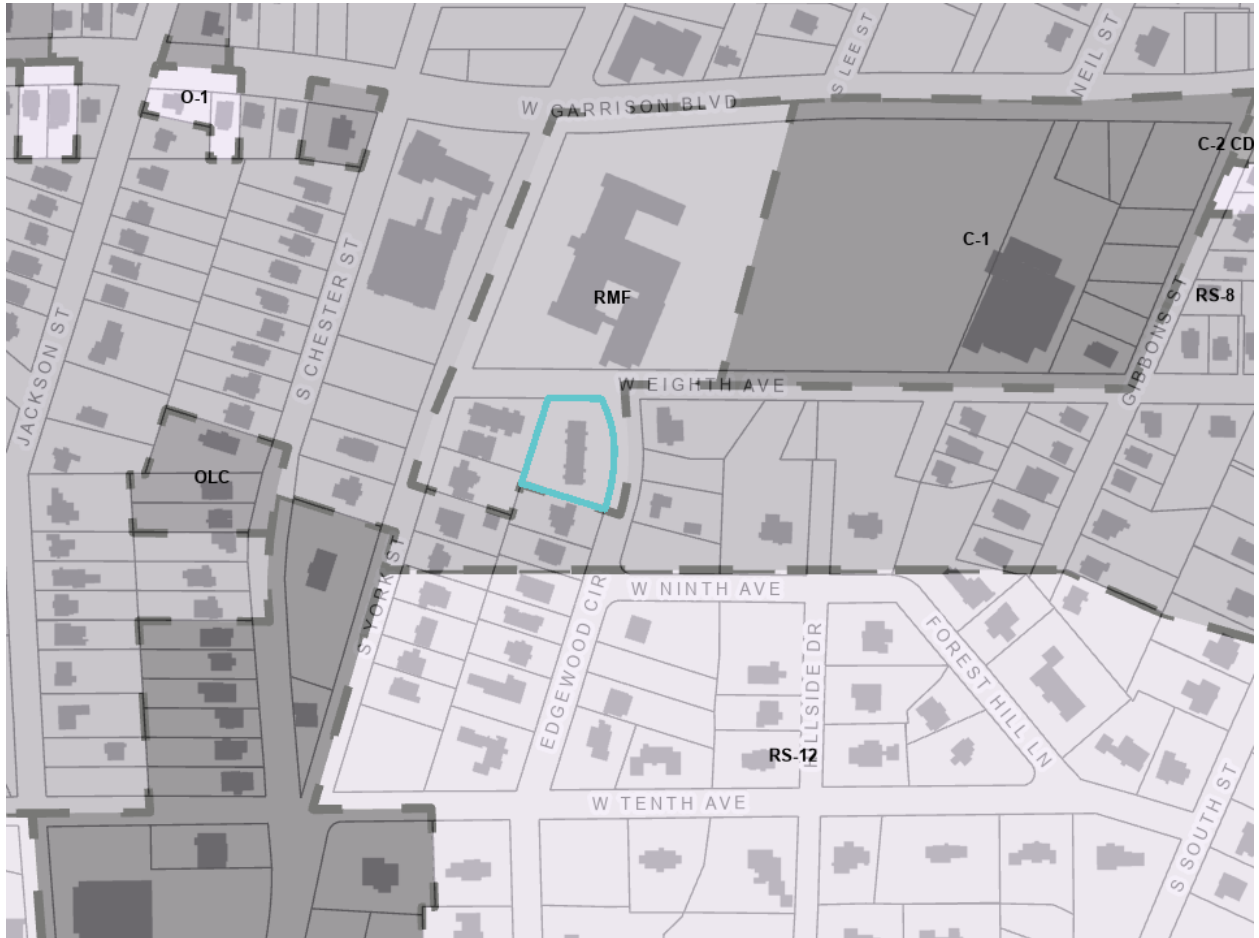 S LEE ST
NEIL ST
O-1
W GARRISON BLVD
C-2 CD
C-1
RMF
RS-8
JACKSON ST
S CHESTER ST
GIBBONS ST
W EIGHTH AVE
OLC
S YORK ST
W NINTH AVE
EDGEWOOD CIR
HILLSIDE DR
FOREST HILL LN
RS-12
W TENTH AVE
S SOUTH ST